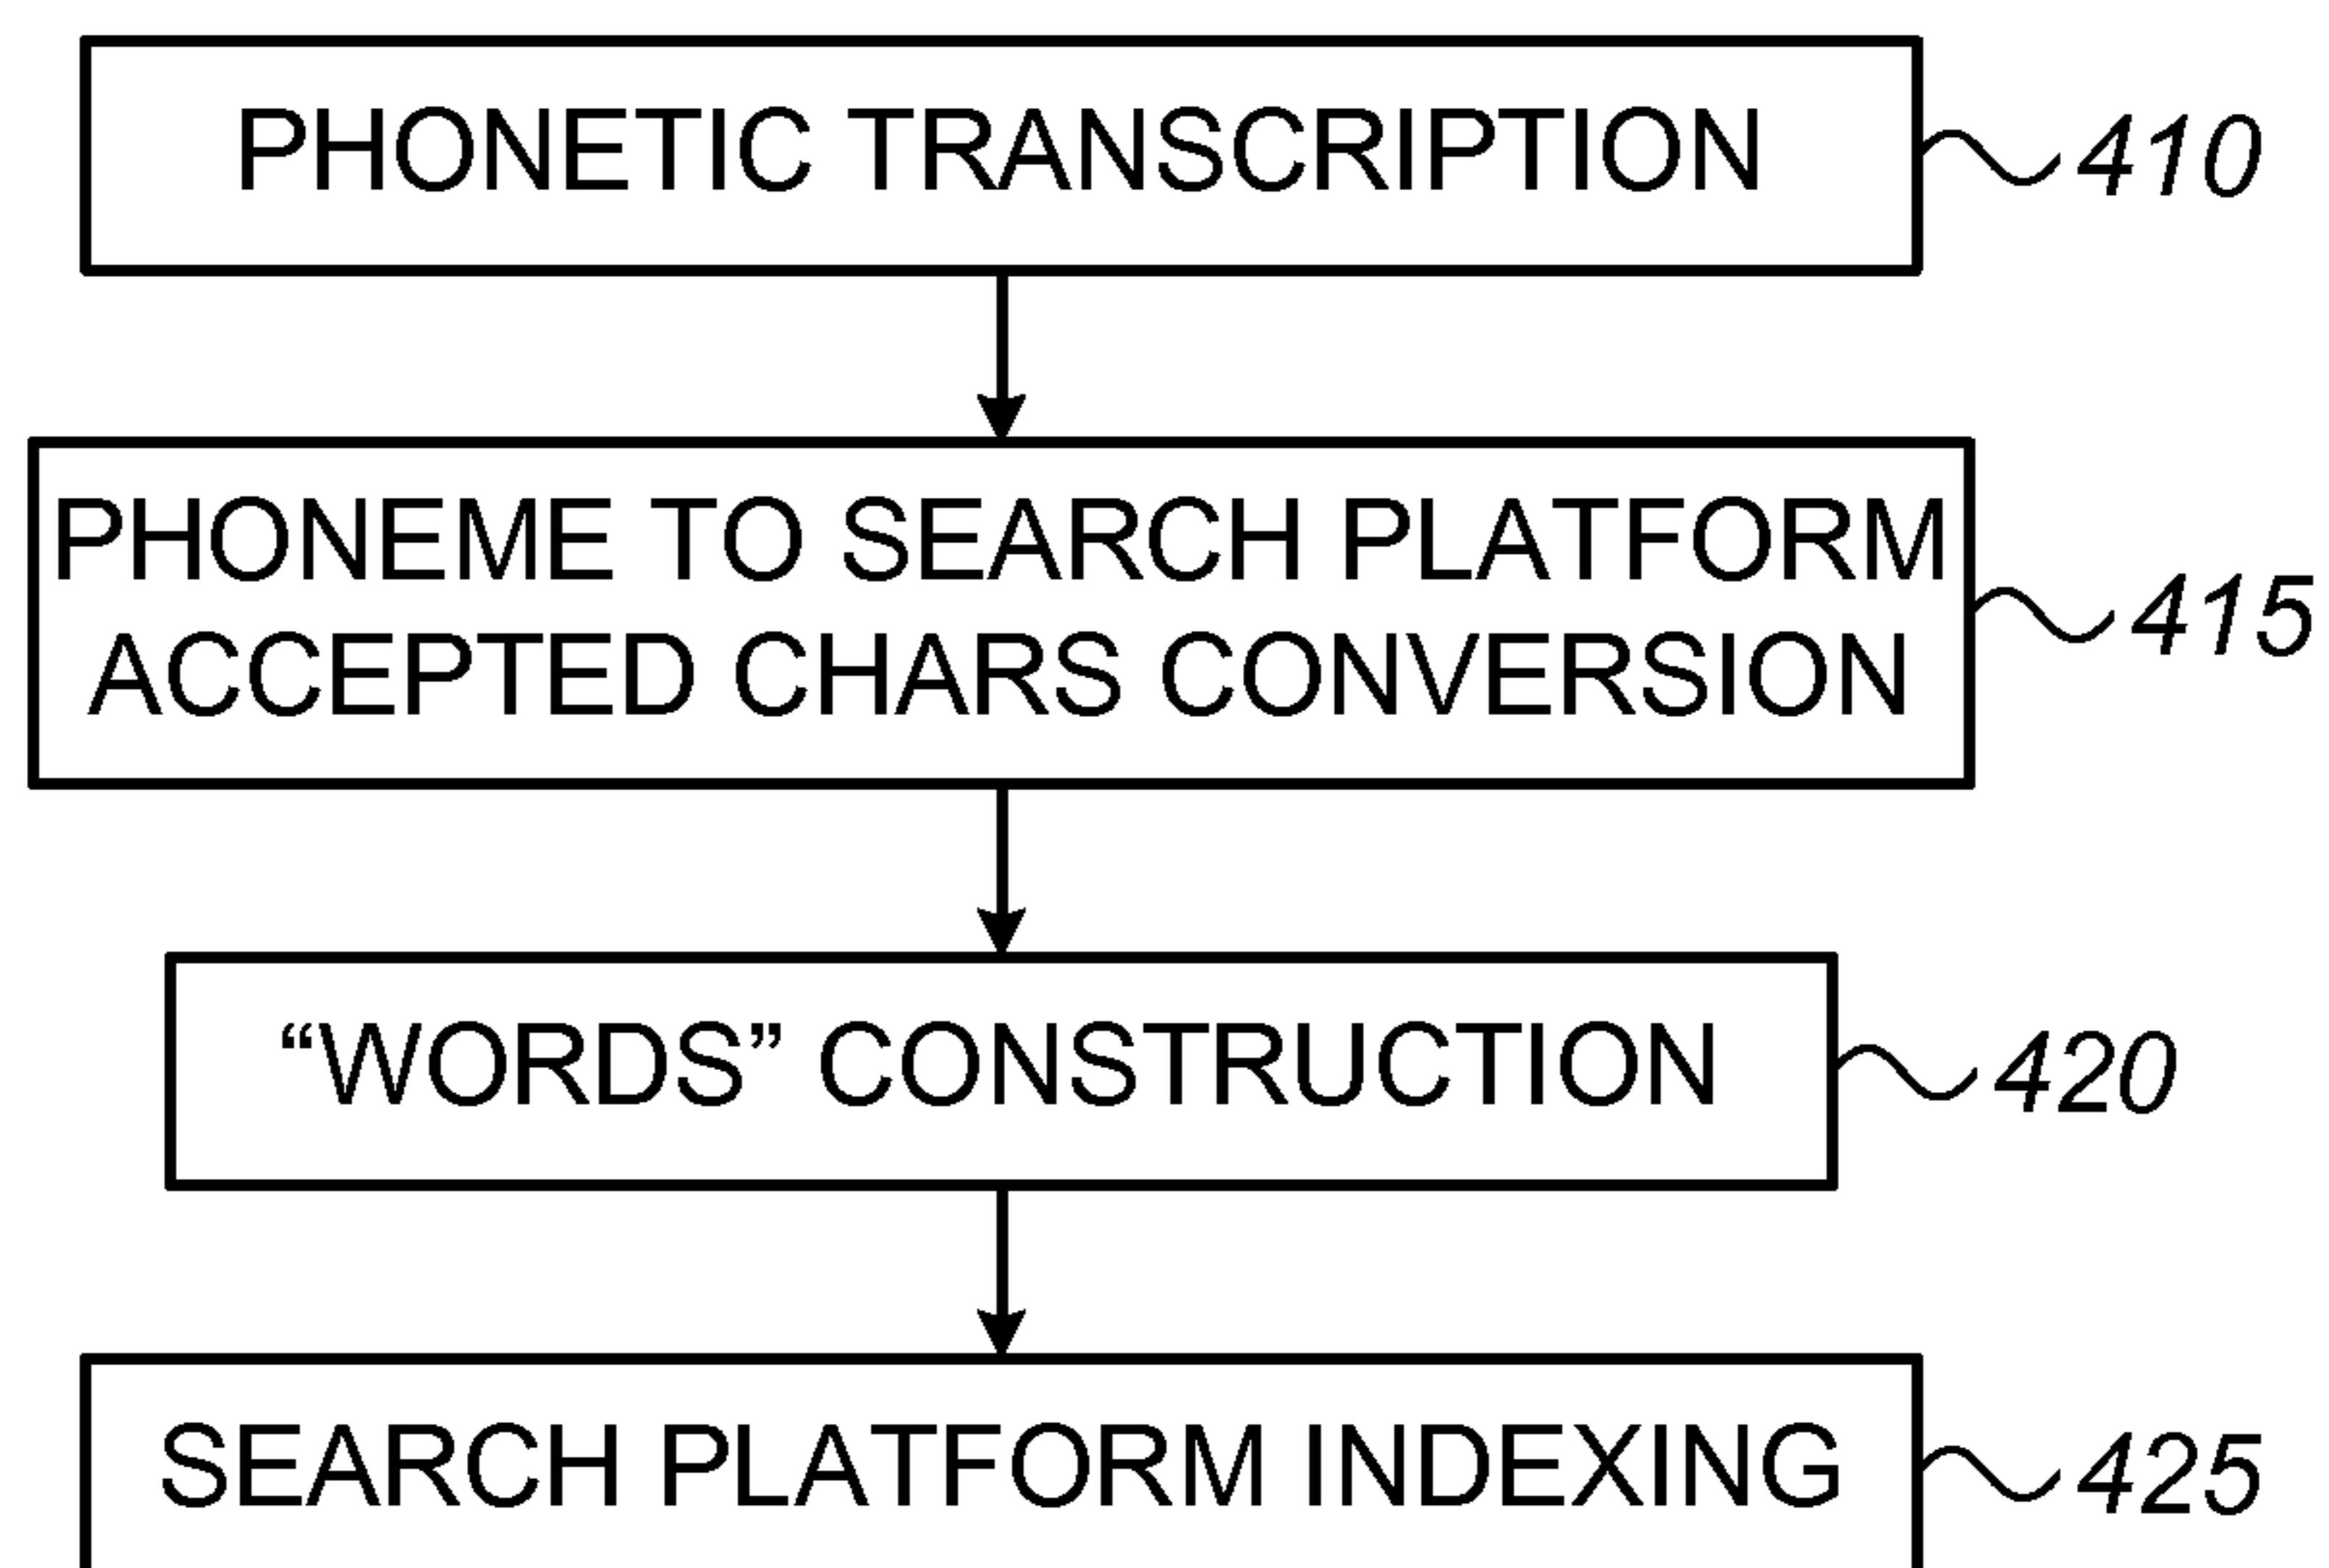 PHONETIC TRANSCRIPTION
410
PHONEME TO SEARCH PLATFORM
ACCEPTED CHARS CONVERSION
415
“WORDS” CONSTRUCTION
420
SEARCH PLATFORM INDEXING
425